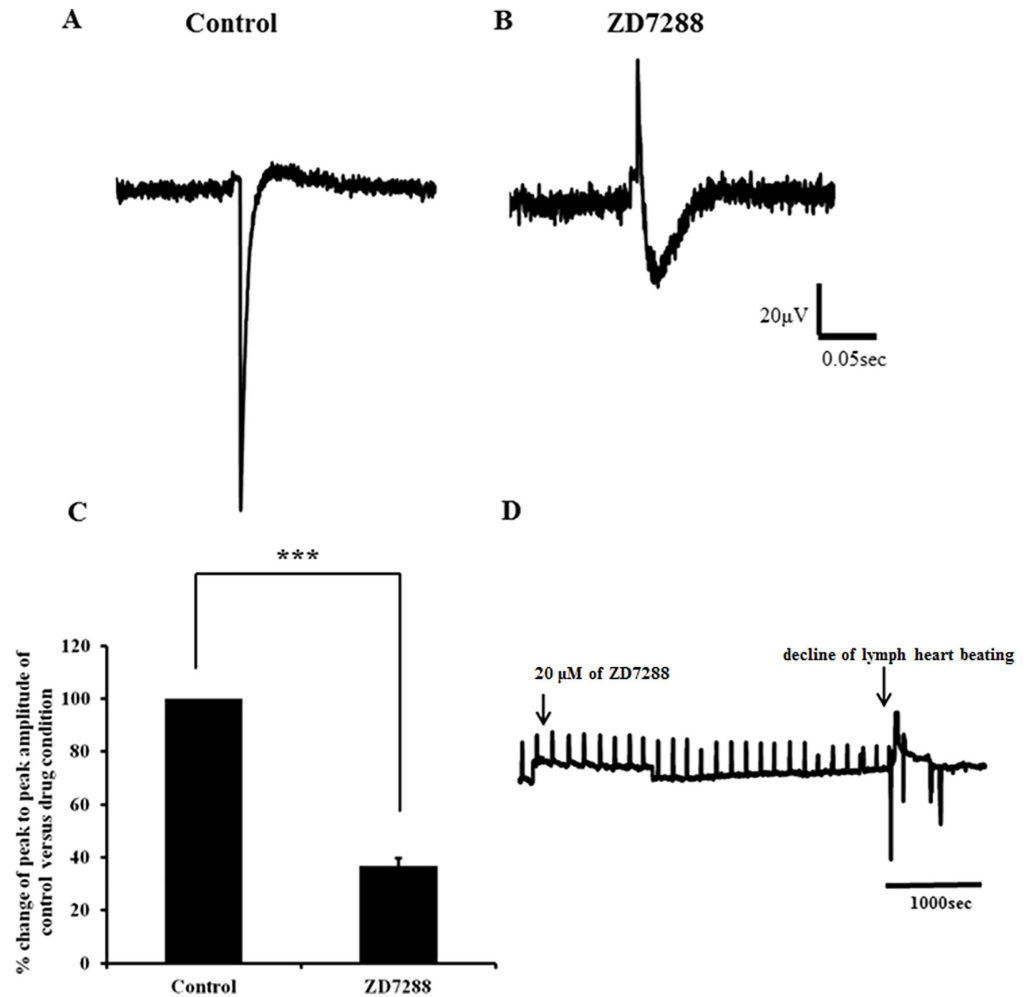 A
Control
B
ZD7288
20µV
0.05sec
C
***
% change of peak to peak amplitude of
control versus drug condition
120
100
80
60
40
20
0
Control
ZD7288
D
20 µM of ZD7288
decline of lymph heart beating
1000sec